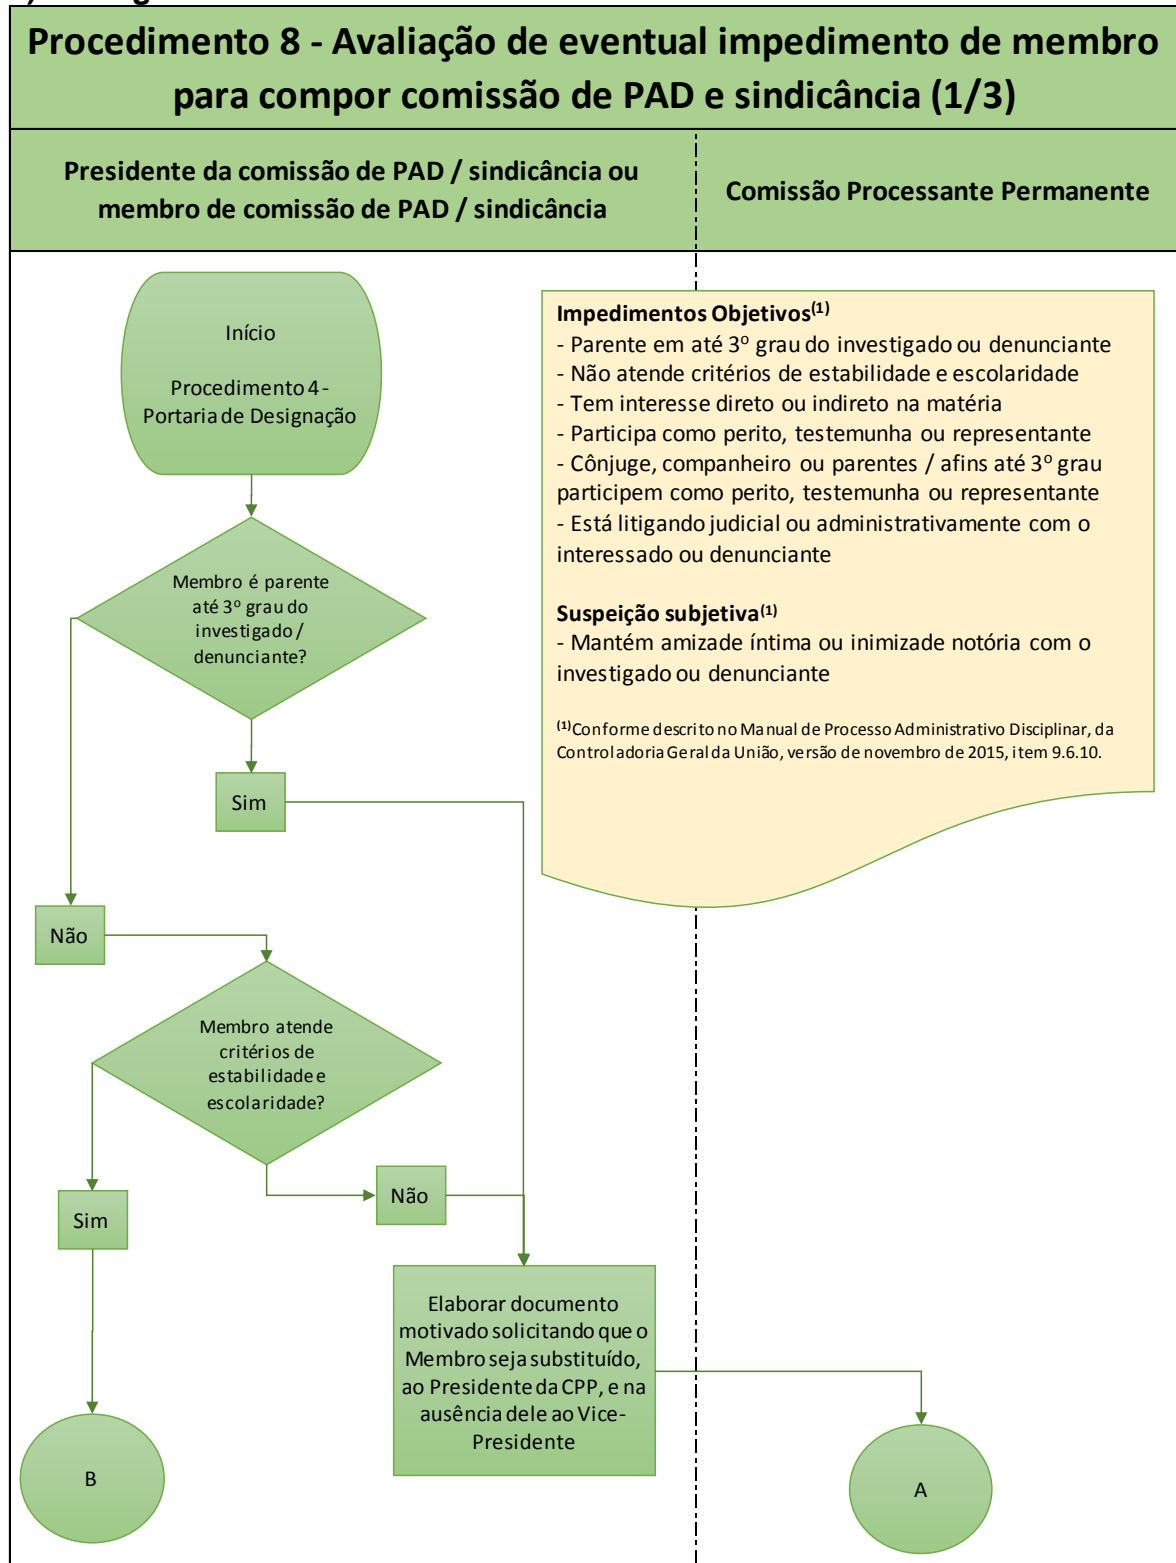 Procedimento 8 - Avaliação de eventual impedimento de membro
para compor comissão de PAD e sindicância (1/3)
Presidente da comissão de PAD / sindicância ou
membro de comissão de PAD / sindicância
Comissão Processante Permanente
Início
Procedimento 4 -
Portaria de Designação
Impedimentos Objetivos(1)
- Parente em até 3º grau do investigado ou denunciante
- Não atende critérios de estabilidade e escolaridade
- Tem interesse direto ou indireto na matéria
- Participa como perito, testemunha ou representante
- Cônjuge, companheiro ou parentes / afins até 3º grau
participem como perito, testemunha ou representante
- Está litigando judicial ou administrativamente com o
interessado ou denunciante
Suspeição subjetiva(1)
- Mantém amizade íntima ou inimizade notória com o
investigado ou denunciante
(1)Conforme descrito no Manual de Processo Administrativo Disciplinar, da
Controladoria Geral da União, versão de novembro de 2015, item 9.6.10.
Membro é parente
até 3º grau do
investigado /
denunciante?
Sim
Não
Membro atende
critérios de
estabilidade e
escolaridade?
Não
Sim
Elaborar documento
motivado solicitando que o
Membro seja substituído,
ao Presidente da CPP, e na
ausência dele ao Vice-
Presidente
B
A